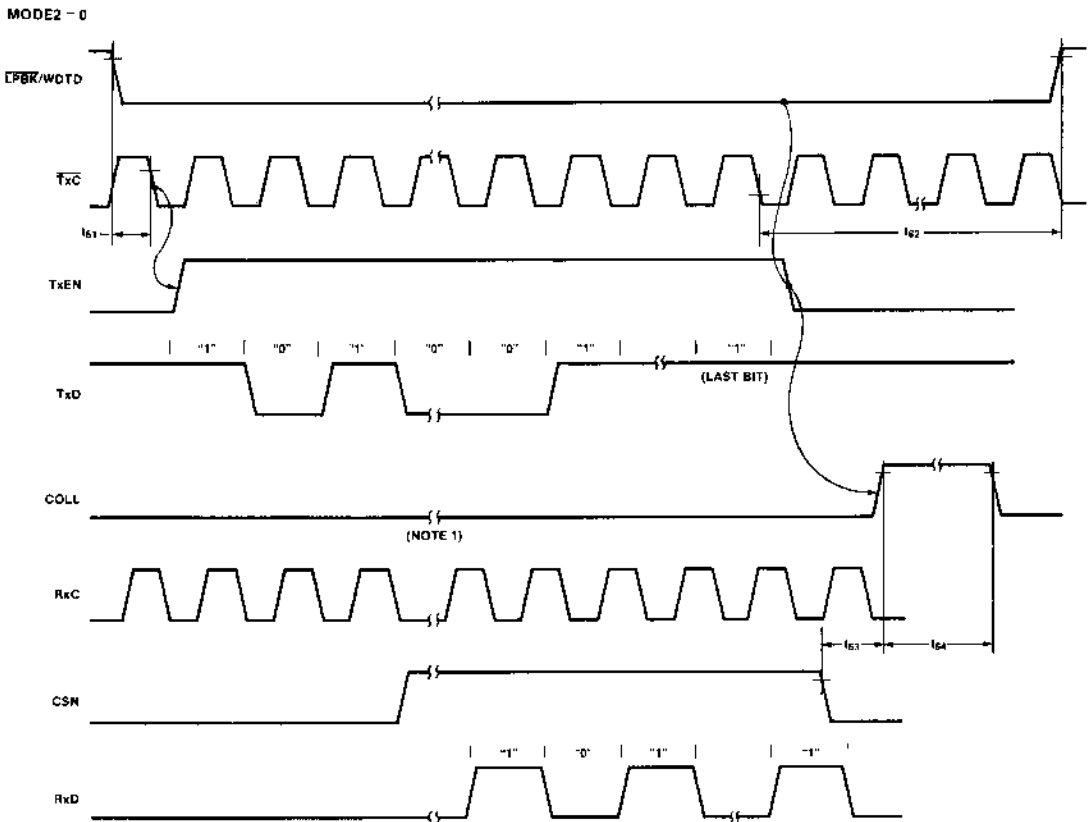 MODE2 = 0
LPBK/WDTD
TxC
t61
t62
TxEN
"1" "0" "1" "0" "0" "1" "1"
TxD
(LAST BIT)
COLL
(NOTE 1)
RxC
t63 t64
CSN
"1" "0" "1" "1"
RxD